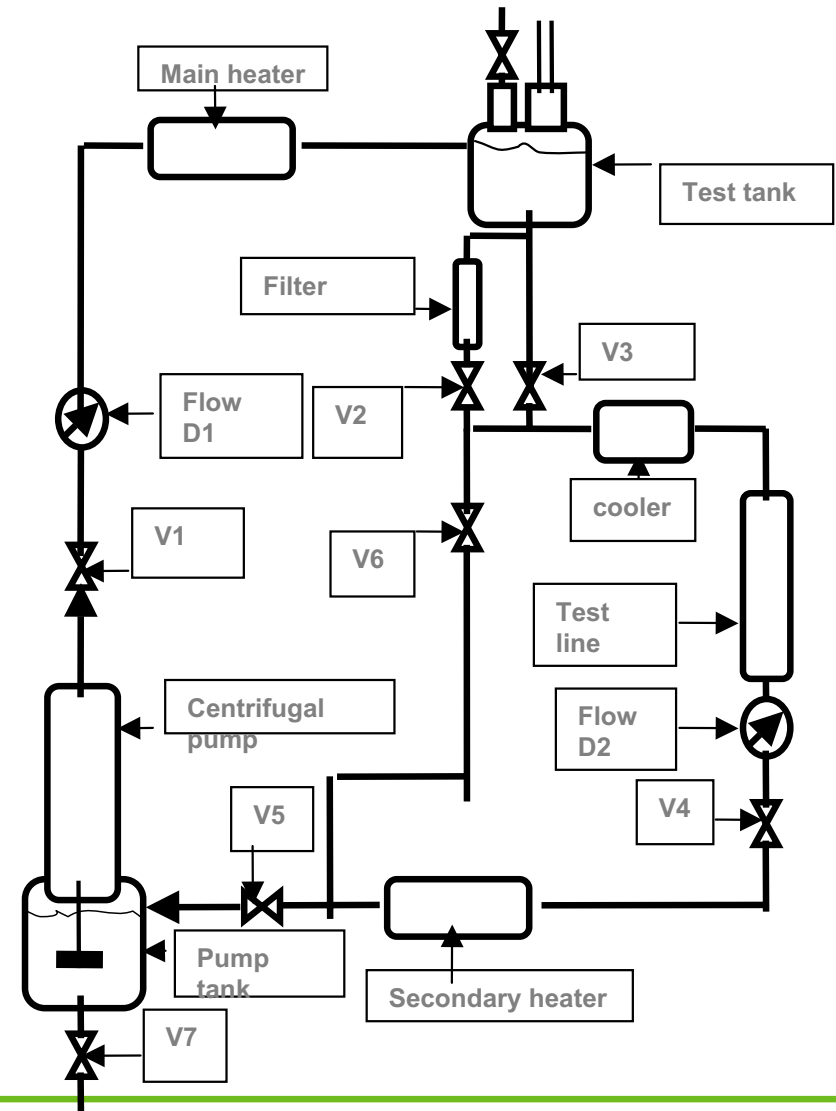 Main heater
Test tank
Filter
V3
Flow
D1
V2
cooler
V1
V6
Test
line
Centrifugal
pump
Flow
D2
V5
V4
Pump
tank
Secondary heater
V7